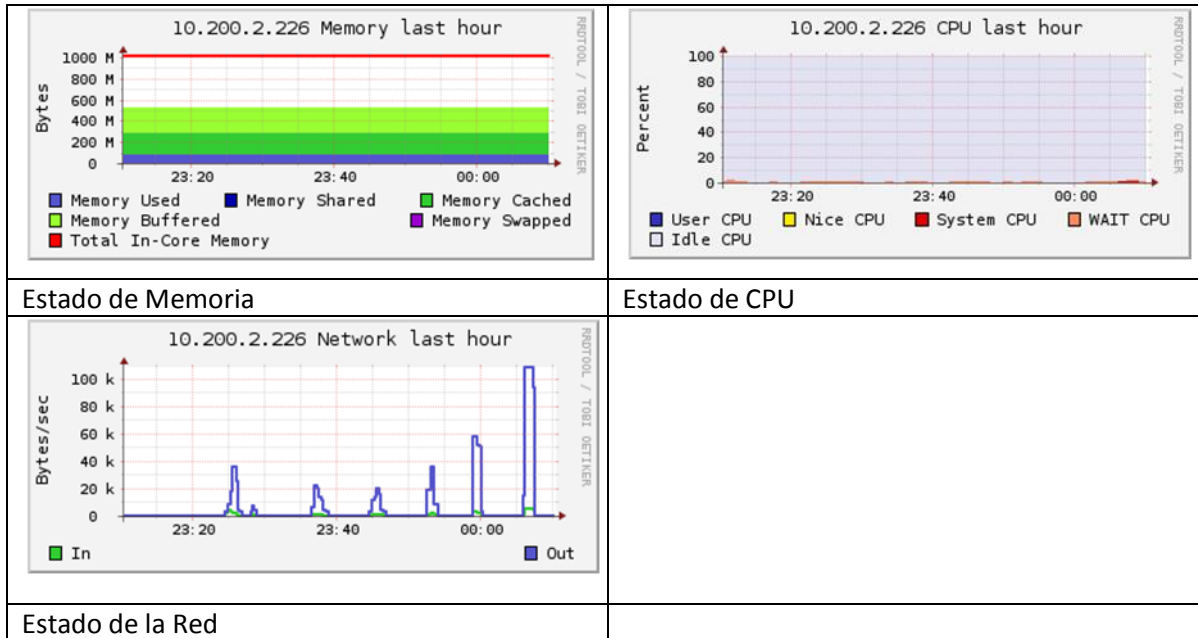 10.200.2.226 Memory last hour
RRDTOOL / TOBI OETIKER
Bytes
1000 M
800 M
600 M
400 M
200 M
0
23:20 23:40 00:00
Memory Used Memory Shared Memory Cached
Memory Buffered Memory Swapped
Total In-Core Memory
10.200.2.226 CPU last hour
RRDTOOL / TOBI OETIKER
Percent
100
80
60
40
20
0
23:20 23:40 00:00
User CPU Nice CPU System CPU WAIT CPU
Idle CPU
Estado de Memoria
Estado de CPU
10.200.2.226 Network last hour
RRDTOOL / TOBI OETIKER
Bytes/sec
100 k
80 k
60 k
40 k
20 k
0
23:20 23:40 00:00
In Out
Estado de la Red